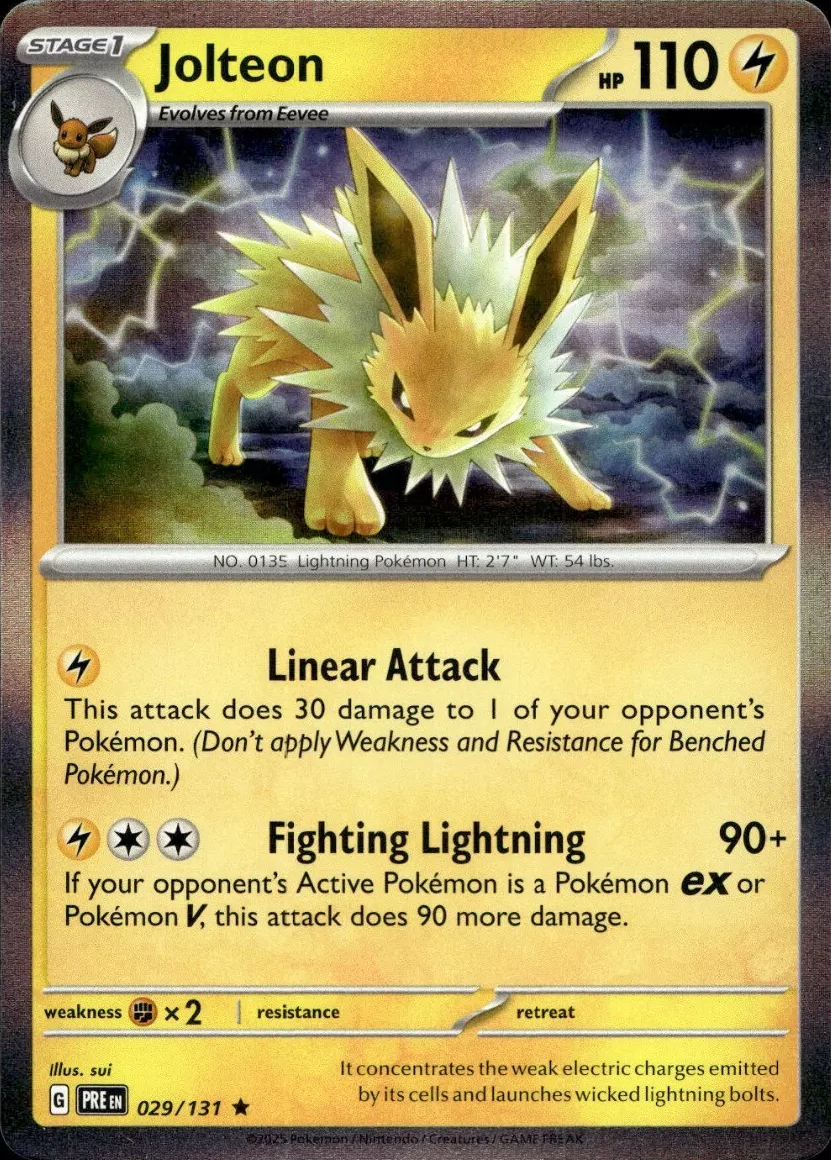 STAGE 1
Jolteon
HP 110
Evolves from Eevee
NO. 0135 Lightning Pokémon HT: 2'7" WT: 54 lbs.
Linear Attack
This attack does 30 damage to 1 of your opponent's
Pokémon. (Don't apply Weakness and Resistance for Benched
Pokémon.)
Fighting Lightning 90+
If your opponent's Active Pokémon is a Pokémon ex or
Pokémon V, this attack does 90 more damage.
weakness ×2 resistance retreat
Illus. sui
G PRE EN 029/131
It concentrates the weak electric charges emitted
by its cells and launches wicked lightning bolts.
©2025 Pokémon / Nintendo / Creatures / GAME FREAK